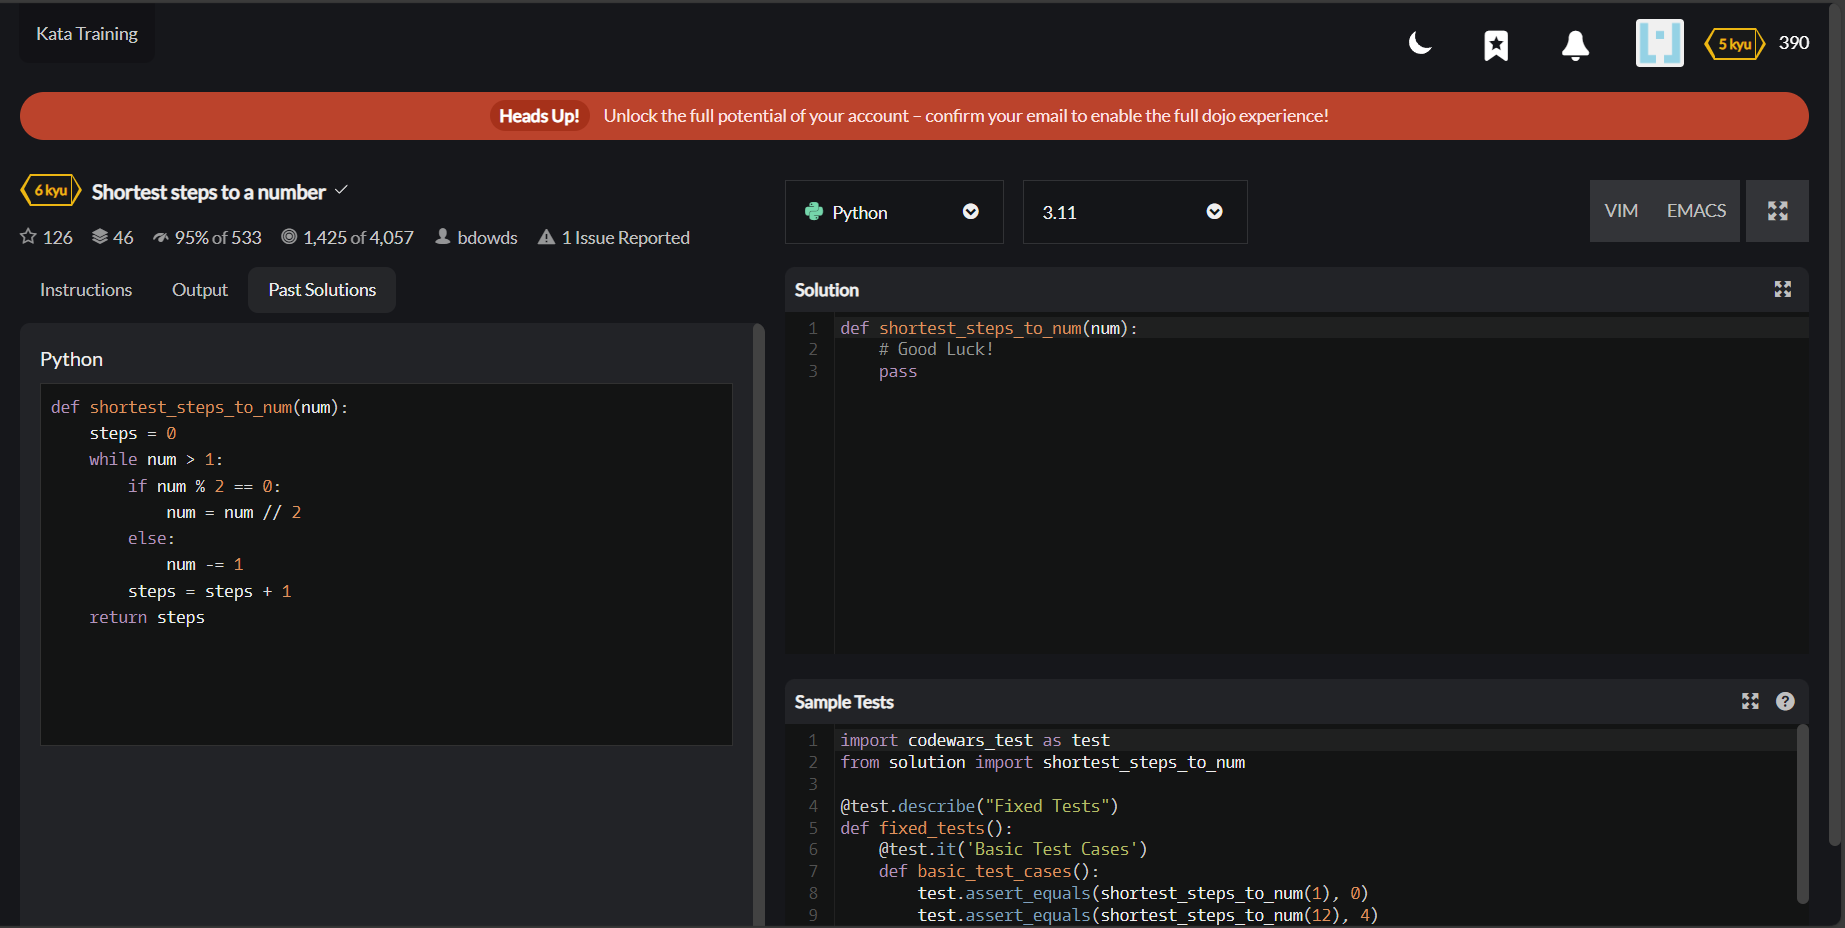 Kata Training
5 kyu 390
Heads Up! Unlock the full potential of your account – confirm your email to enable the full dojo experience!
6 kyu Shortest steps to a number
126 46 95% of 533 1,425 of 4,057 bdowds 1 Issue Reported
Instructions Output Past Solutions
Python
def shortest_steps_to_num(num):
    steps = 0
    while num > 1:
        if num % 2 == 0:
            num = num // 2
        else:
            num -= 1
        steps = steps + 1
    return steps
Python 3.11 VIM EMACS
Solution
1 def shortest_steps_to_num(num):
2     # Good Luck!
3     pass
Sample Tests ?
1 import codewars_test as test
2 from solution import shortest_steps_to_num
3
4 @test.describe("Fixed Tests")
5 def fixed_tests():
6     @test.it('Basic Test Cases')
7     def basic_test_cases():
8         test.assert_equals(shortest_steps_to_num(1), 0)
9         test.assert_equals(shortest_steps_to_num(12), 4)